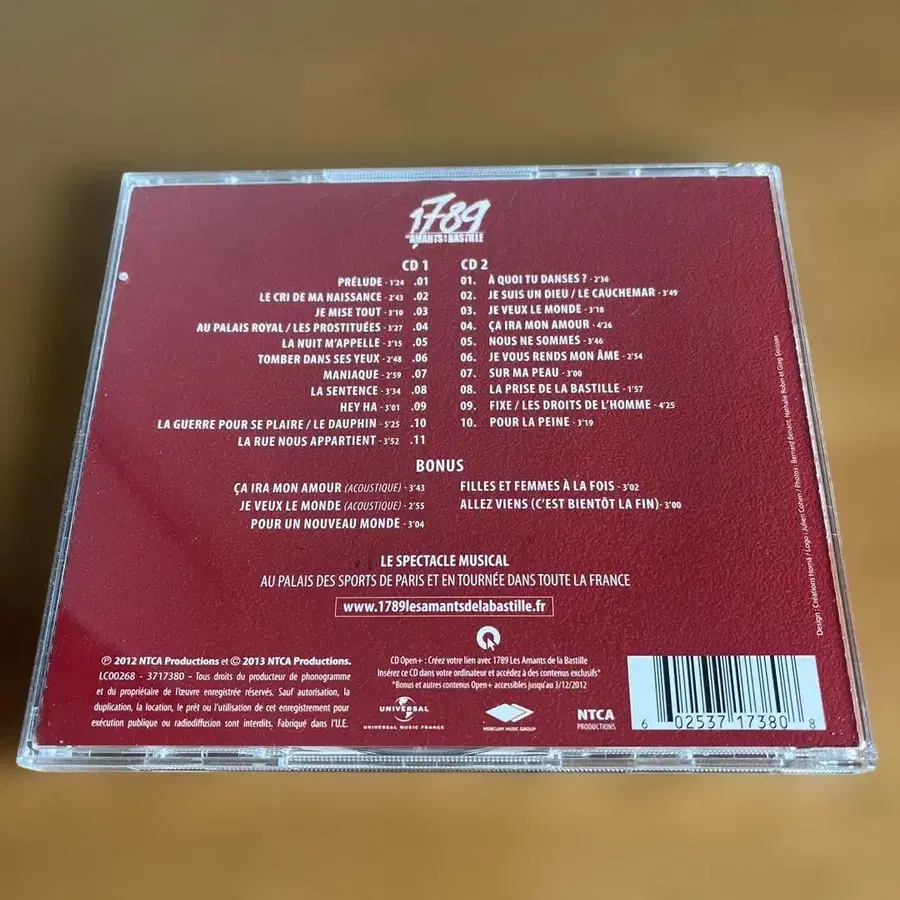 1789
LES AMANTS DE LA BASTILLE
CD 1
PRÉLUDE - 1'24 .01
LE CRI DE MA NAISSANCE - 2'43 .02
JE MISE TOUT - 3'10 .03
AU PALAIS ROYAL / LES PROSTITUÉES - 3'27 .04
LA NUIT M'APPELLE - 3'15 .05
TOMBER DANS SES YEUX - 2'48 .06
MANIAQUE - 2'59 .07
LA SENTENCE - 3'34 .08
HEY HA - 3'01 .09
LA GUERRE POUR SE PLAIRE / LE DAUPHIN - 5'25 .10
LA RUE NOUS APPARTIENT - 3'52 .11
CD 2
01. À QUOI TU DANSES ? - 2'36
02. JE SUIS UN DIEU / LE CAUCHEMAR - 3'49
03. JE VEUX LE MONDE - 3'18
04. ÇA IRA MON AMOUR - 4'26
05. NOUS NE SOMMES - 3'46
06. JE VOUS RENDS MON ÂME - 2'54
07. SUR MA PEAU - 3'00
08. LA PRISE DE LA BASTILLE - 1'57
09. FIXE / LES DROITS DE L'HOMME - 4'25
10. POUR LA PEINE - 3'19
BONUS
ÇA IRA MON AMOUR (ACOUSTIQUE) - 3'43
JE VEUX LE MONDE (ACOUSTIQUE) - 2'55
POUR UN NOUVEAU MONDE - 3'04
FILLES ET FEMMES À LA FOIS - 3'02
ALLEZ VIENS (C'EST BIENTÔT LA FIN) - 3'00
LE SPECTACLE MUSICAL
AU PALAIS DES SPORTS DE PARIS ET EN TOURNÉE DANS TOUTE LA FRANCE
www.1789lesamantsdelabastille.fr
℗ 2012 NTCA Productions et © 2013 NTCA Productions.
LC00268 - 3717380 - Tous droits du producteur de phonogramme
et du propriétaire de l'œuvre enregistrée réservés. Sauf autorisation, la
duplication, la location, le prêt ou l'utilisation de cet enregistrement pour
exécution publique ou radiodiffusion sont interdits. Fabriqué dans l'U.E.
CD Open+ : Créez votre lien avec 1789 Les Amants de la Bastille
Insérez ce CD dans votre ordinateur et accédez à des contenus exclusifs*
*Bonus et autres contenus Open+ accessibles jusqu'au 3/12/2012
UNIVERSAL
UNIVERSAL MUSIC FRANCE
MERCURY MUSIC GROUP
NTCA
PRODUCTIONS
6 02537 17380 8
Design : Créations Homà / Logo : Julien Cohen / Photos : Bernard Benant, Nathalie Robin et Greg Soussan